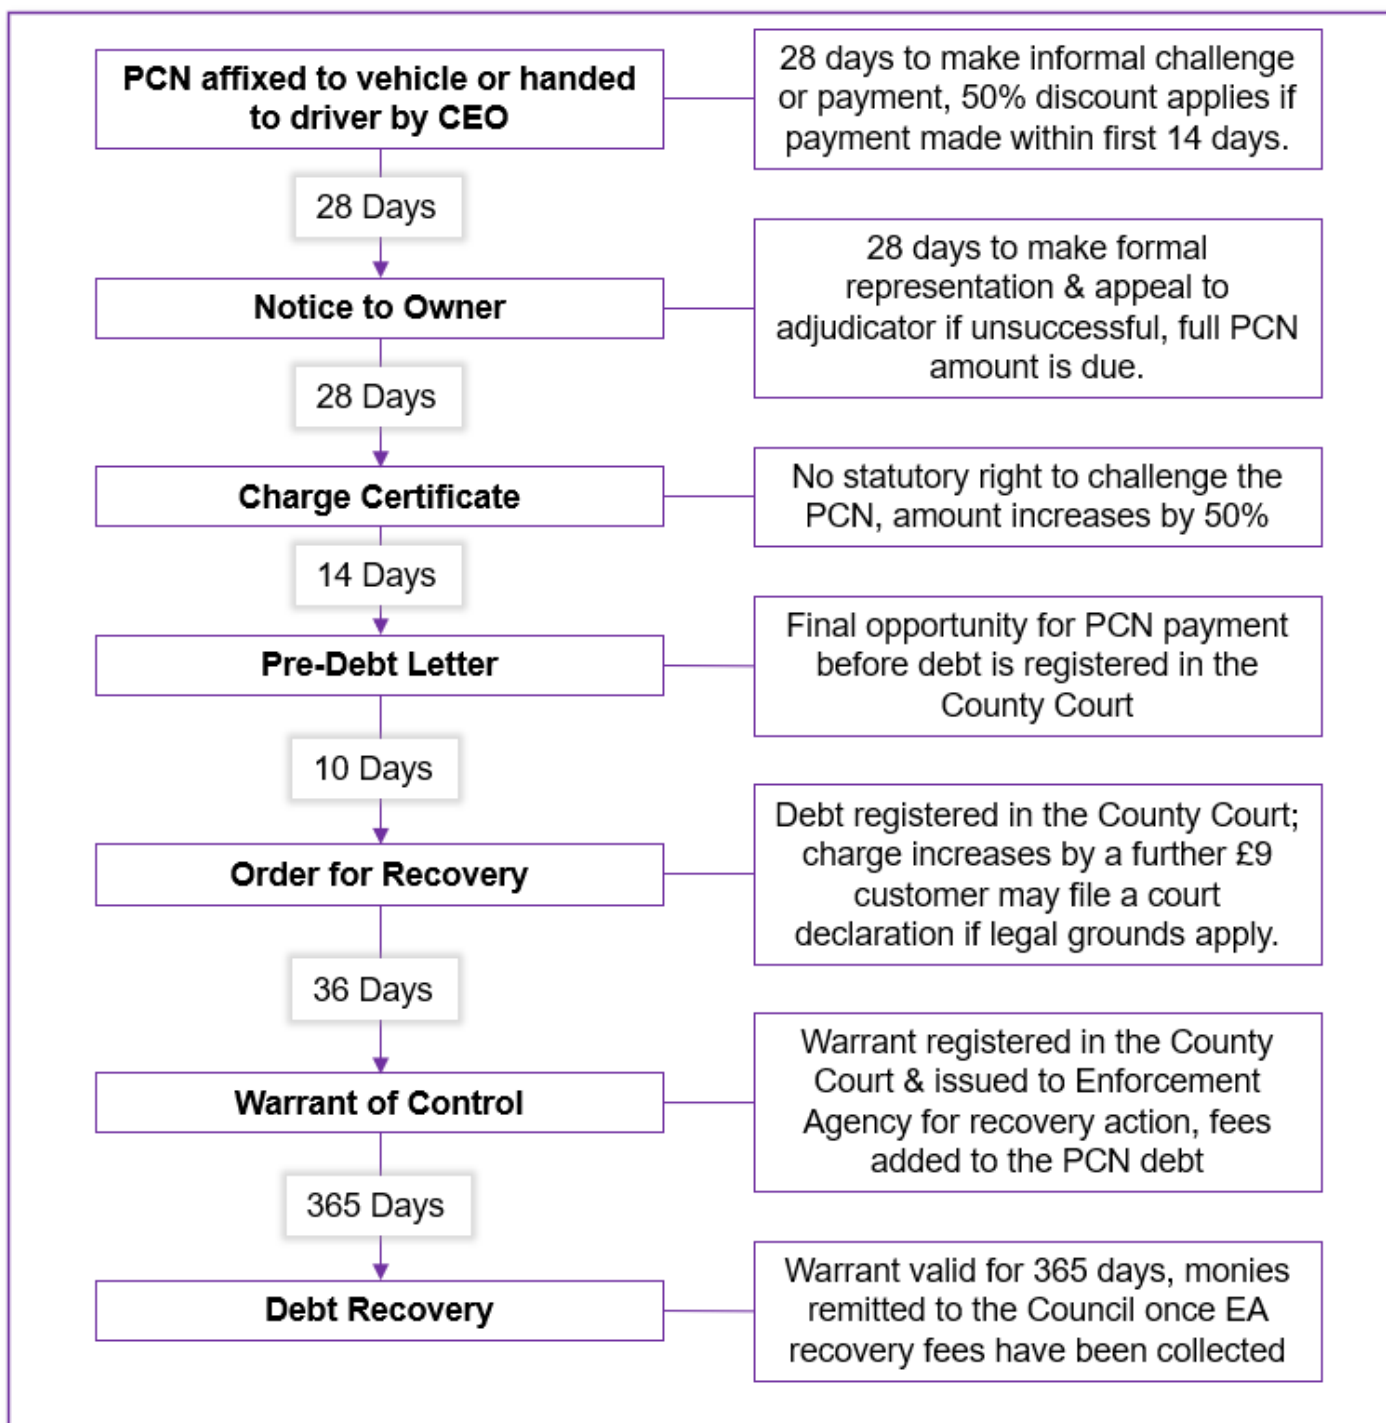 PCN affixed to vehicle or handed
to driver by CEO
28 days to make informal challenge
or payment, 50% discount applies if
payment made within first 14 days.
28 Days
Notice to Owner
28 days to make formal
representation & appeal to
adjudicator if unsuccessful, full PCN
amount is due.
28 Days
Charge Certificate
No statutory right to challenge the
PCN, amount increases by 50%
14 Days
Pre-Debt Letter
Final opportunity for PCN payment
before debt is registered in the
County Court
10 Days
Order for Recovery
Debt registered in the County Court;
charge increases by a further £9
customer may file a court
declaration if legal grounds apply.
36 Days
Warrant of Control
Warrant registered in the County
Court & issued to Enforcement
Agency for recovery action, fees
added to the PCN debt
365 Days
Debt Recovery
Warrant valid for 365 days, monies
remitted to the Council once EA
recovery fees have been collected